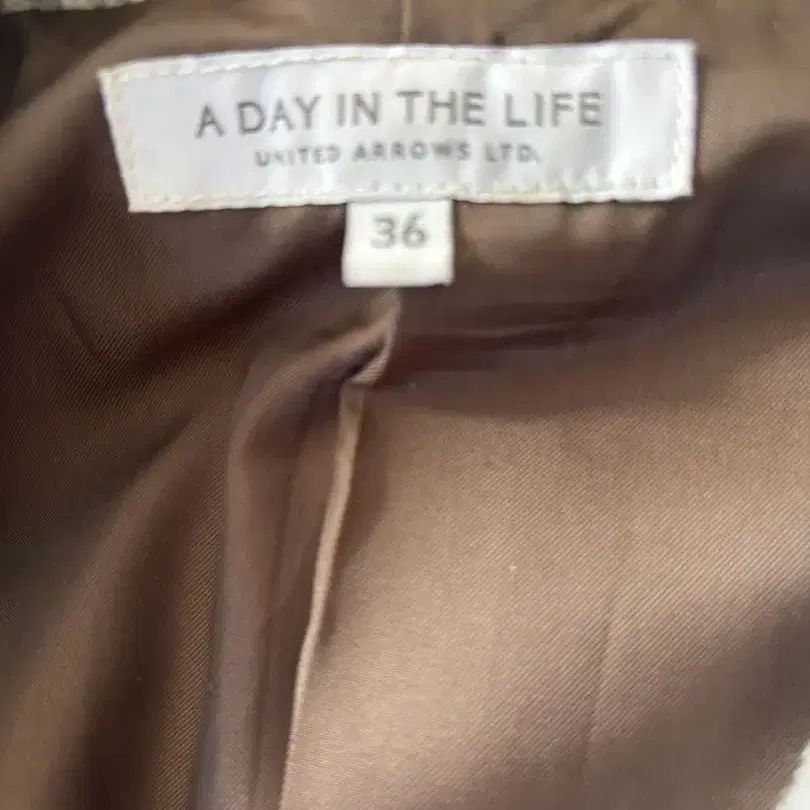 A DAY IN THE LIFE
UNITED ARROWS LTD.
36